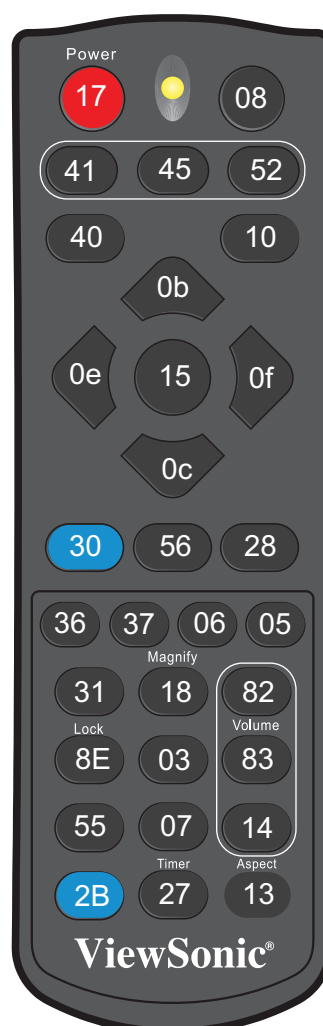 Power
17 08
41 45 52
40 10
0b
0e 15 0f
0c
30 56 28
36 37 06 05
Magnify
31 18 82
Lock Volume
8E 03 83
55 07 14
Timer Aspect
2B 27 13
ViewSonic®